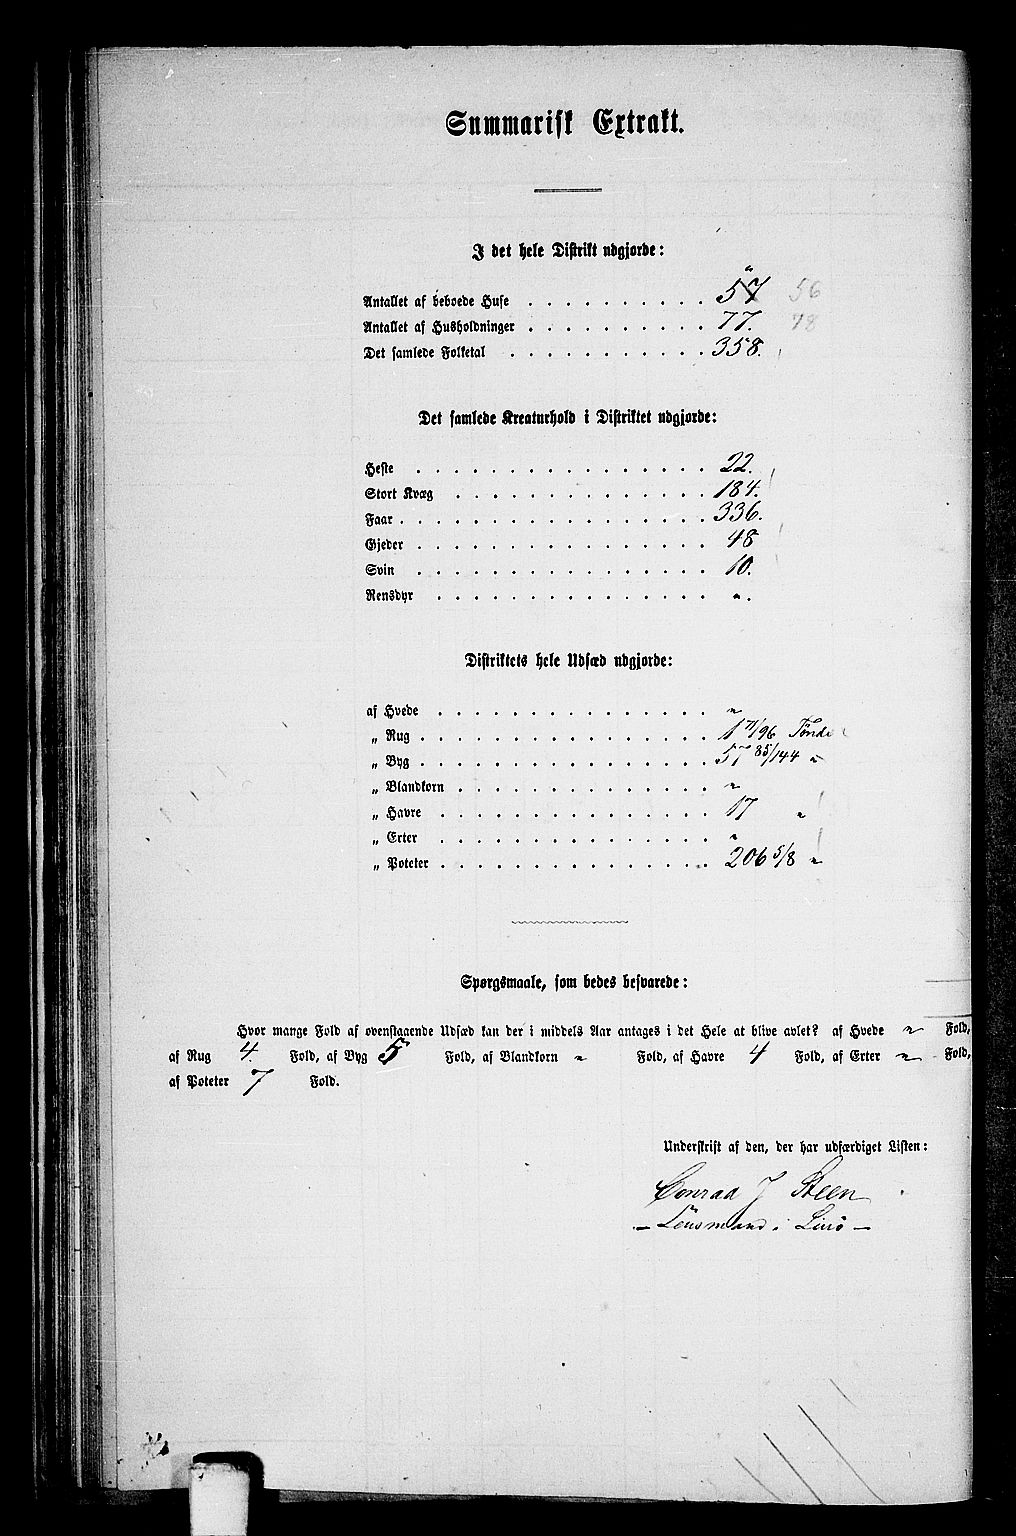 Summarisk Extrakt.
I det hele Distrikt udgjorde:
Antallet af beboede Huse . . . . . . . . . . 57 56
Antallet af Husholdninger . . . . . . . . . . 77. 78
Det samlede Folketal . . . . . . . . . . . 358.
Det samlede Kreaturhold i Distriktet udgjorde:
Heste . . . . . . . . . . . . . . . . 22.
Stort Kvæg . . . . . . . . . . . . . . 184.
Faar . . . . . . . . . . . . . . . . . 336.
Gjeder . . . . . . . . . . . . . . . . 48
Svin . . . . . . . . . . . . . . . . 10.
Rensdyr . . . . . . . . . . . . . . . „.
Distriktets hele Udsæd udgjorde:
af Hvede . . . . . . . . . . . . . . . „
„ Rug . . . . . . . . . . . . . . . . /96 Tønde
„ Byg . . . . . . . . . . . . . . . . 57 85/144 „
„ Blandkorn . . . . . . . . . . . . . . „
„ Havre . . . . . . . . . . . . . . . 17 „
„ Erter . . . . . . . . . . . . . . . „
„ Poteter . . . . . . . . . . . . . . . 206 5/8 „
Spørgsmaale, som bedes besvarede:
Hvor mange Fold af ovenstaaende Udsæd kan der i middels Aar antages i det Hele at blive avlet? af Hvede „ Fold,
af Rug 4. Fold, af Byg 5 Fold, af Blandkorn „ Fold, af Havre 4 Fold, af Erter „ Fold,
af Poteter 7 Fold.
Underskrift af den, der har udfærdiget Listen:
Conrad J Steen
— Lensmand i —